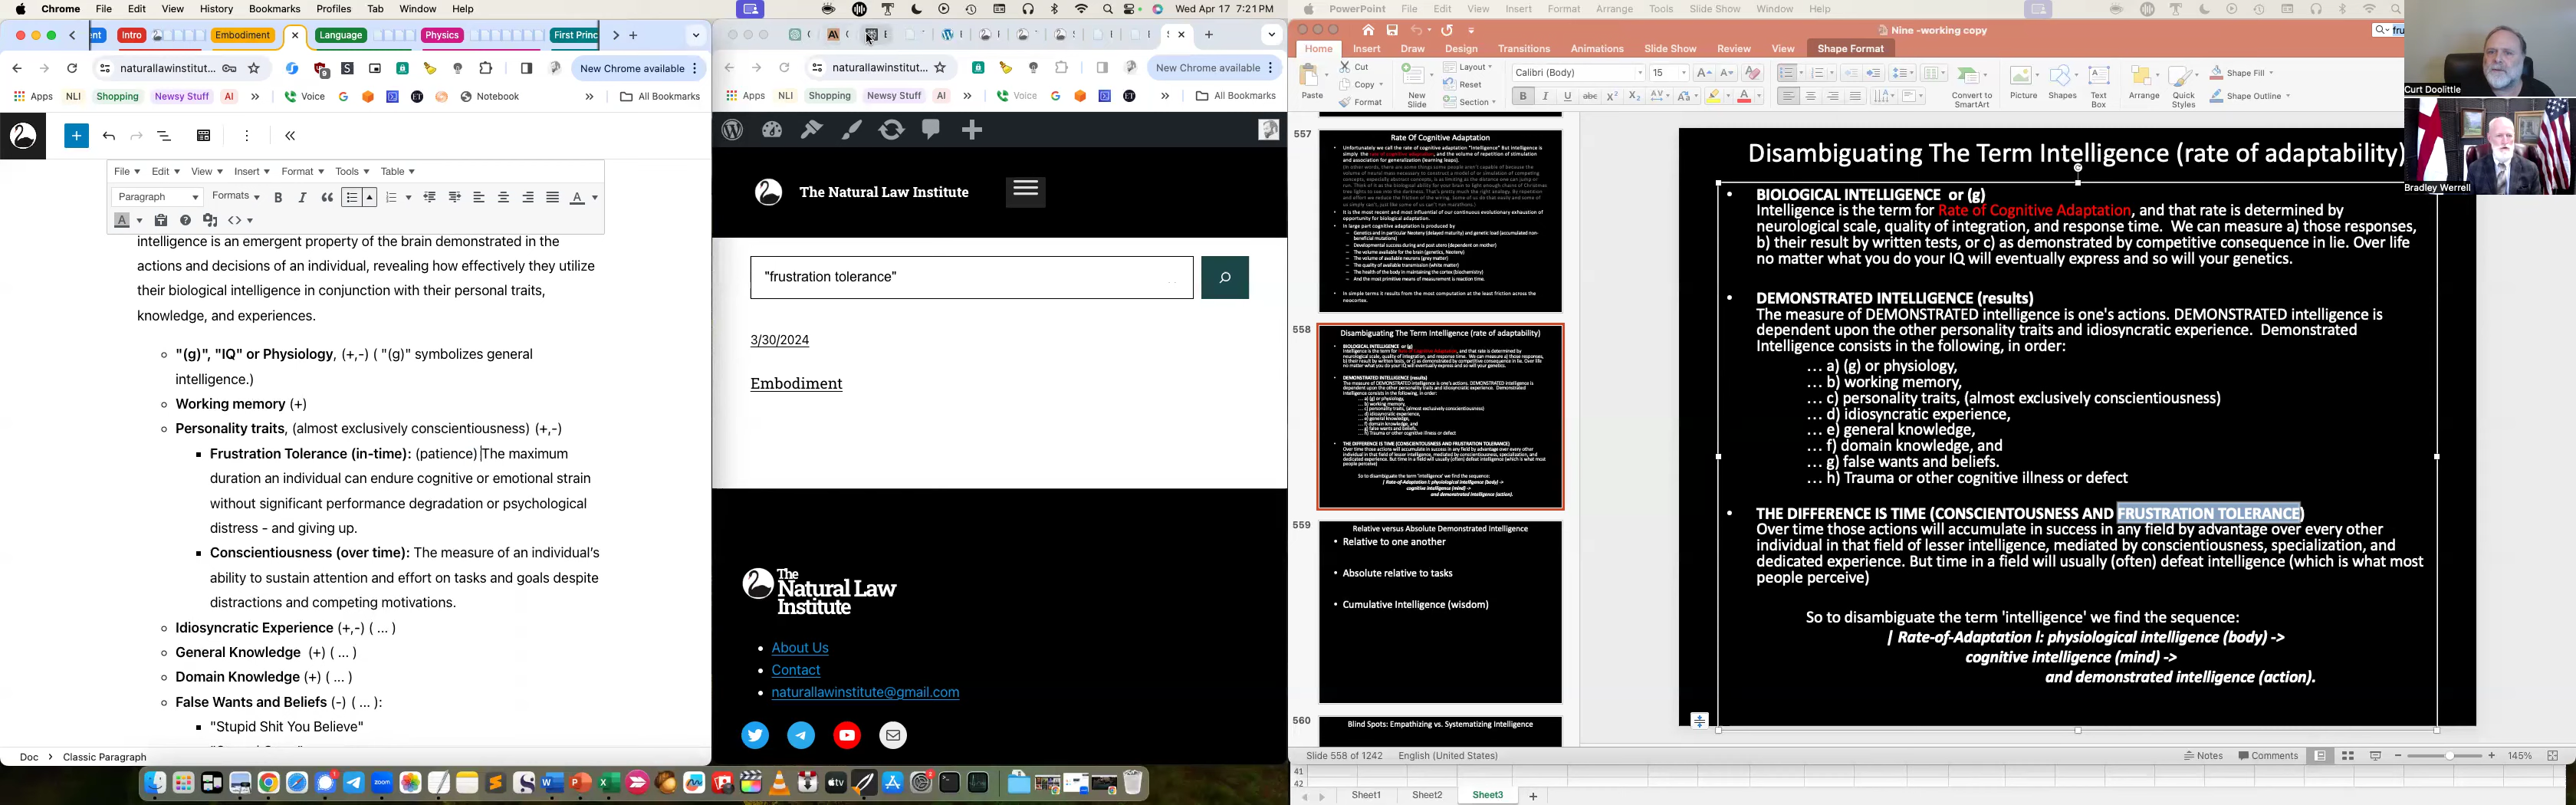 Chrome File Edit View History Bookmarks Profiles Tab Window Help
Wed Apr 17 7:21 PM
Intro
Embodiment
Language
Physics
First Princ
naturallawinstitut...
New Chrome available
Apps NLI Shopping Newsy Stuff AI » Voice Notebook » All Bookmarks
File Edit View Insert Format Tools Table
Paragraph Formats
intelligence is an emergent property of the brain demonstrated in the
actions and decisions of an individual, revealing how effectively they utilize
their biological intelligence in conjunction with their personal traits,
knowledge, and experiences.
"(g)", "IQ" or Physiology, (+,-) ( "(g)" symbolizes general
intelligence.)
Working memory (+)
Personality traits, (almost exclusively conscientiousness) (+,-)
Frustration Tolerance (in-time): (patience) The maximum
duration an individual can endure cognitive or emotional strain
without significant performance degradation or psychological
distress - and giving up.
Conscientiousness (over time): The measure of an individual's
ability to sustain attention and effort on tasks and goals despite
distractions and competing motivations.
Idiosyncratic Experience (+,-) ( ... )
General Knowledge (+) ( ... )
Domain Knowledge (+) ( ... )
False Wants and Beliefs (-) ( ... ):
"Stupid Shit You Believe"
Doc > Classic Paragraph
naturallawinstitut...
New Chrome available
Apps NLI Shopping Newsy Stuff AI » Voice » All Bookmarks
The Natural Law Institute
"frustration tolerance"
3/30/2024
Embodiment
The
Natural Law
Institute
About Us
Contact
naturallawinstitute@gmail.com
PowerPoint File Edit View Insert Format Arrange Tools Slide Show Window Help
Nine -working copy
fru
Home Insert Draw Design Transitions Animations Slide Show Review View Shape Format
Paste
Cut
Copy
Format
New
Slide
Layout
Reset
Section
Calibri (Body) 15
Convert to
SmartArt
Picture
Shapes
Text
Box
Arrange
Quick
Styles
Shape Fill
Shape Outline
Curt Doolittle
Bradley Werrell
557
Rate Of Cognitive Adaptation
558
Disambiguating The Term Intelligence (rate of adaptability)
559
Relative versus Absolute Demonstrated Intelligence
• Relative to one another
• Absolute relative to tasks
• Cumulative Intelligence (wisdom)
560
Blind Spots: Empathizing vs. Systematizing Intelligence
Disambiguating The Term Intelligence (rate of adaptability)
• BIOLOGICAL INTELLIGENCE or (g)
Intelligence is the term for Rate of Cognitive Adaptation, and that rate is determined by
neurological scale, quality of integration, and response time. We can measure a) those responses,
b) their result by written tests, or c) as demonstrated by competitive consequence in lie. Over life
no matter what you do your IQ will eventually express and so will your genetics.
• DEMONSTRATED INTELLIGENCE (results)
The measure of DEMONSTRATED intelligence is one's actions. DEMONSTRATED intelligence is
dependent upon the other personality traits and idiosyncratic experience. Demonstrated
Intelligence consists in the following, in order:
... a) (g) or physiology,
... b) working memory,
... c) personality traits, (almost exclusively conscientiousness)
... d) idiosyncratic experience,
... e) general knowledge,
... f) domain knowledge, and
... g) false wants and beliefs.
... h) Trauma or other cognitive illness or defect
• THE DIFFERENCE IS TIME (CONSCIENTIOUSNESS AND FRUSTRATION TOLERANCE)
Over time those actions will accumulate in success in any field by advantage over every other
individual in that field of lesser intelligence, mediated by conscientiousness, specialization, and
dedicated experience. But time in a field will usually (often) defeat intelligence (which is what most
people perceive)
So to disambiguate the term 'intelligence' we find the sequence:
| Rate-of-Adaptation I: physiological intelligence (body) ->
cognitive intelligence (mind) ->
and demonstrated intelligence (action).
Slide 558 of 1242 English (United States)
Notes Comments 145%
41
42
Sheet1 Sheet2 Sheet3